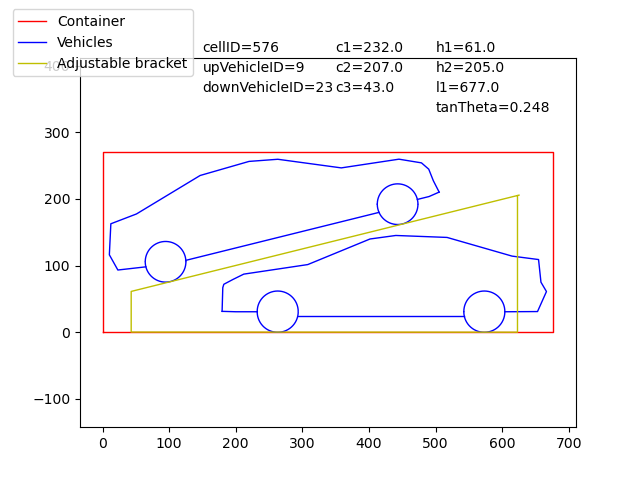 Container
Vehicles
Adjustable bracket
cellID=576 c1=232.0 h1=61.0
upVehicleID=9 c2=207.0 h2=205.0
downVehicleID=23 c3=43.0 l1=677.0
tanTheta=0.248
400
300
200
100
0
−100
0 100 200 300 400 500 600 700